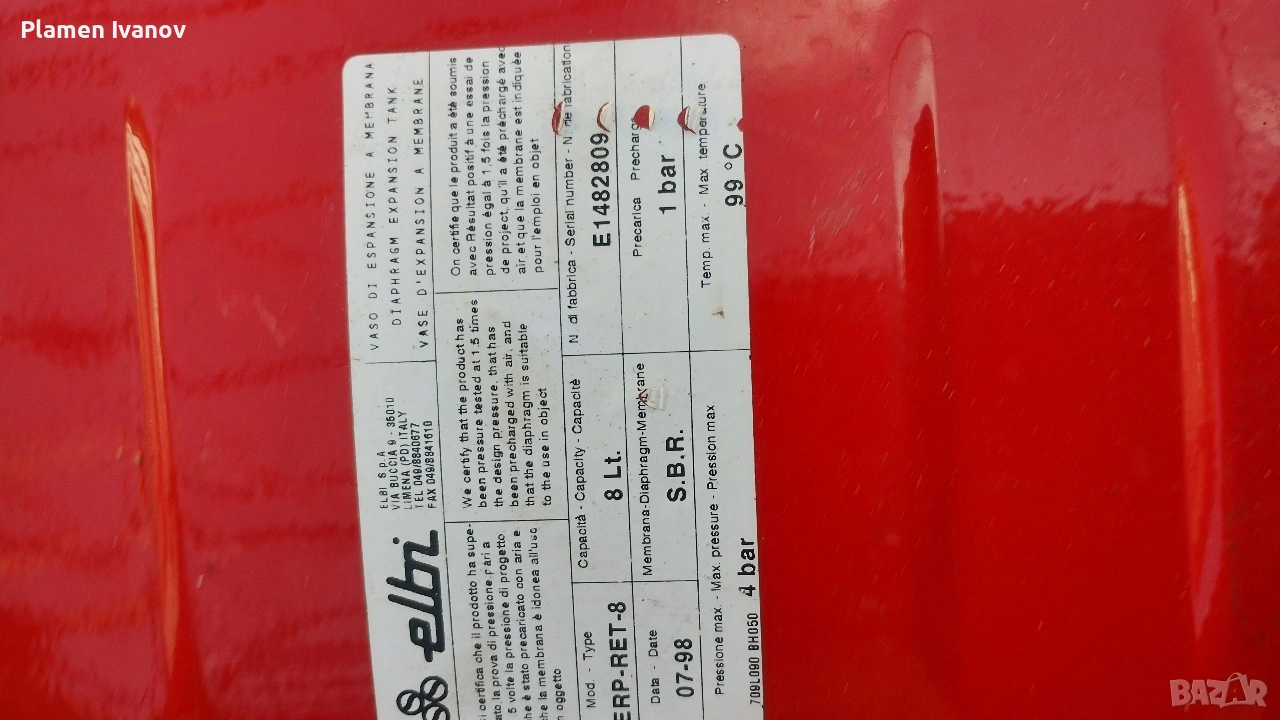 Plamen Ivanov
elbi
ELBI S.p.A
VIA BUCCIA 9 - 35010
LIMENA (PD) ITALY
TEL 049/8840677
FAX 049/8841610
VASO DI ESPANSIONE A MEMBRANA
DIAPHRAGM EXPANSION TANK
VASE D'EXPANSION A MEMBRANE
si certifica che il prodotto ha supe-
la prova di pressione pari a
5 volte la pressione di progetto
che è stato precaricato con aria e
che la membrana è idonea all'uso
oggetto
We certify that the product has
been pressure tested at 1.5 times
the design pressure, that has
been precharged with air, and
that the diaphragm is suitable
to the use in object
On certifie que le produit a été soumis
avec Résultat positif à une essai de
pression égal à 1,5 fois la pression
de project, qu'il a été préchargé avec
air et que la membrane est indiquée
pour l'emploi en objet
Mod. - Type
ERP-RET-8
Capacità - Capacity - Capacité
8 Lt.
N. di fabbrica - Serial number - N. de fabrication
E1482809
Data - Date
07-98
Membrana-Diaphragm-Membrane
S.B.R.
Precarica Precharg
1 bar
Pressione max. - Max. pressure - Pression max
4 bar
Temp. max. - Max. temperature
99 °C
709L090 BH050
BAZAR